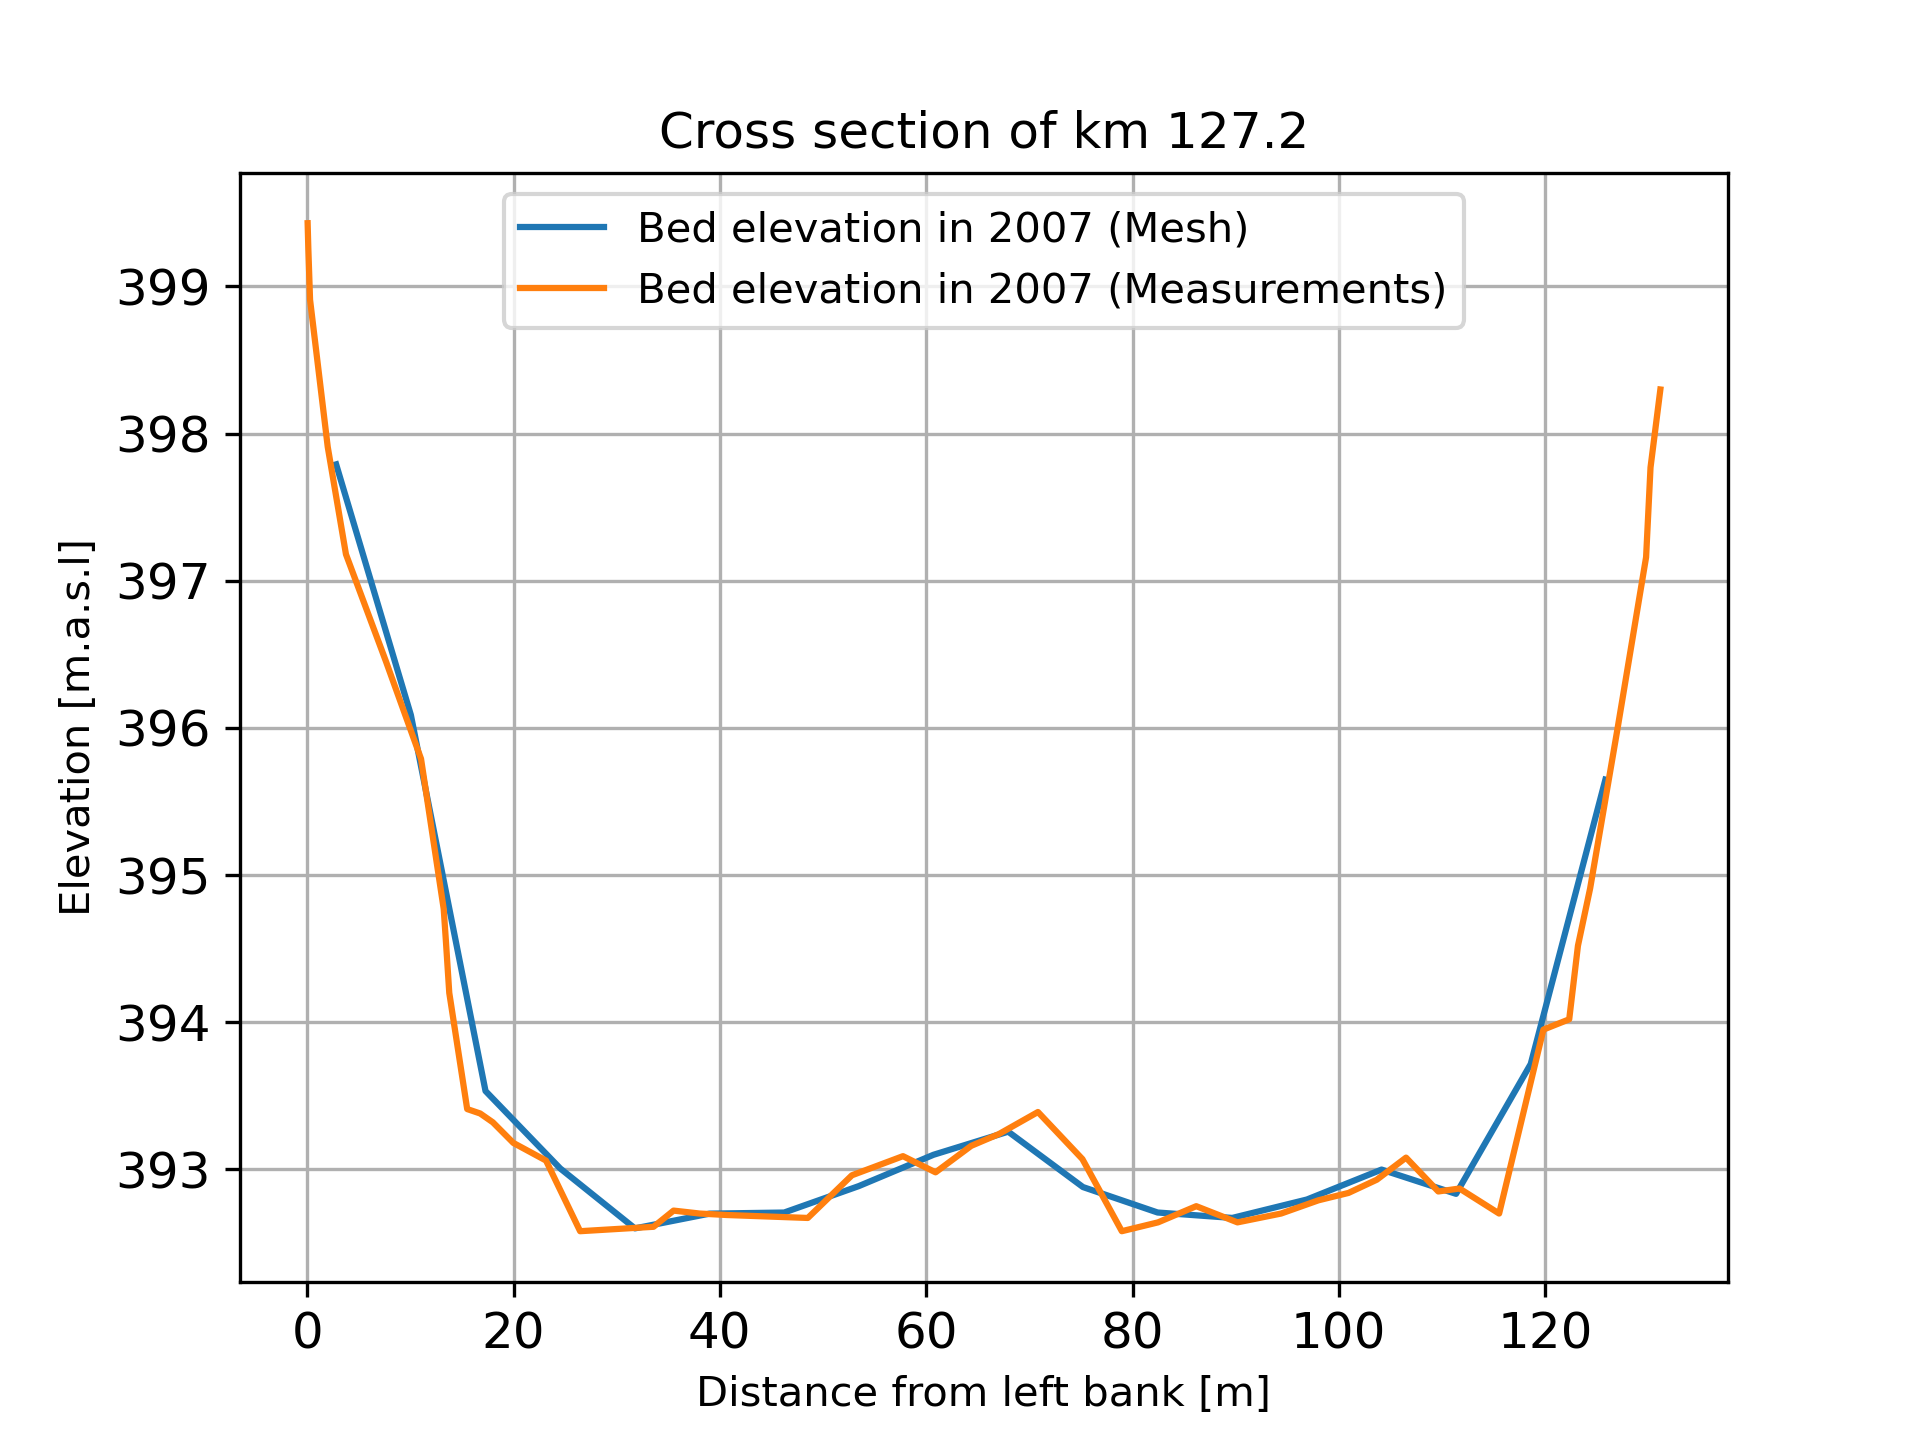 Cross section of km 127.2
Bed elevation in 2007 (Mesh)
Bed elevation in 2007 (Measurements)
Elevation [m.a.s.l]
399
398
397
396
395
394
393
0 20 40 60 80 100 120
Distance from left bank [m]